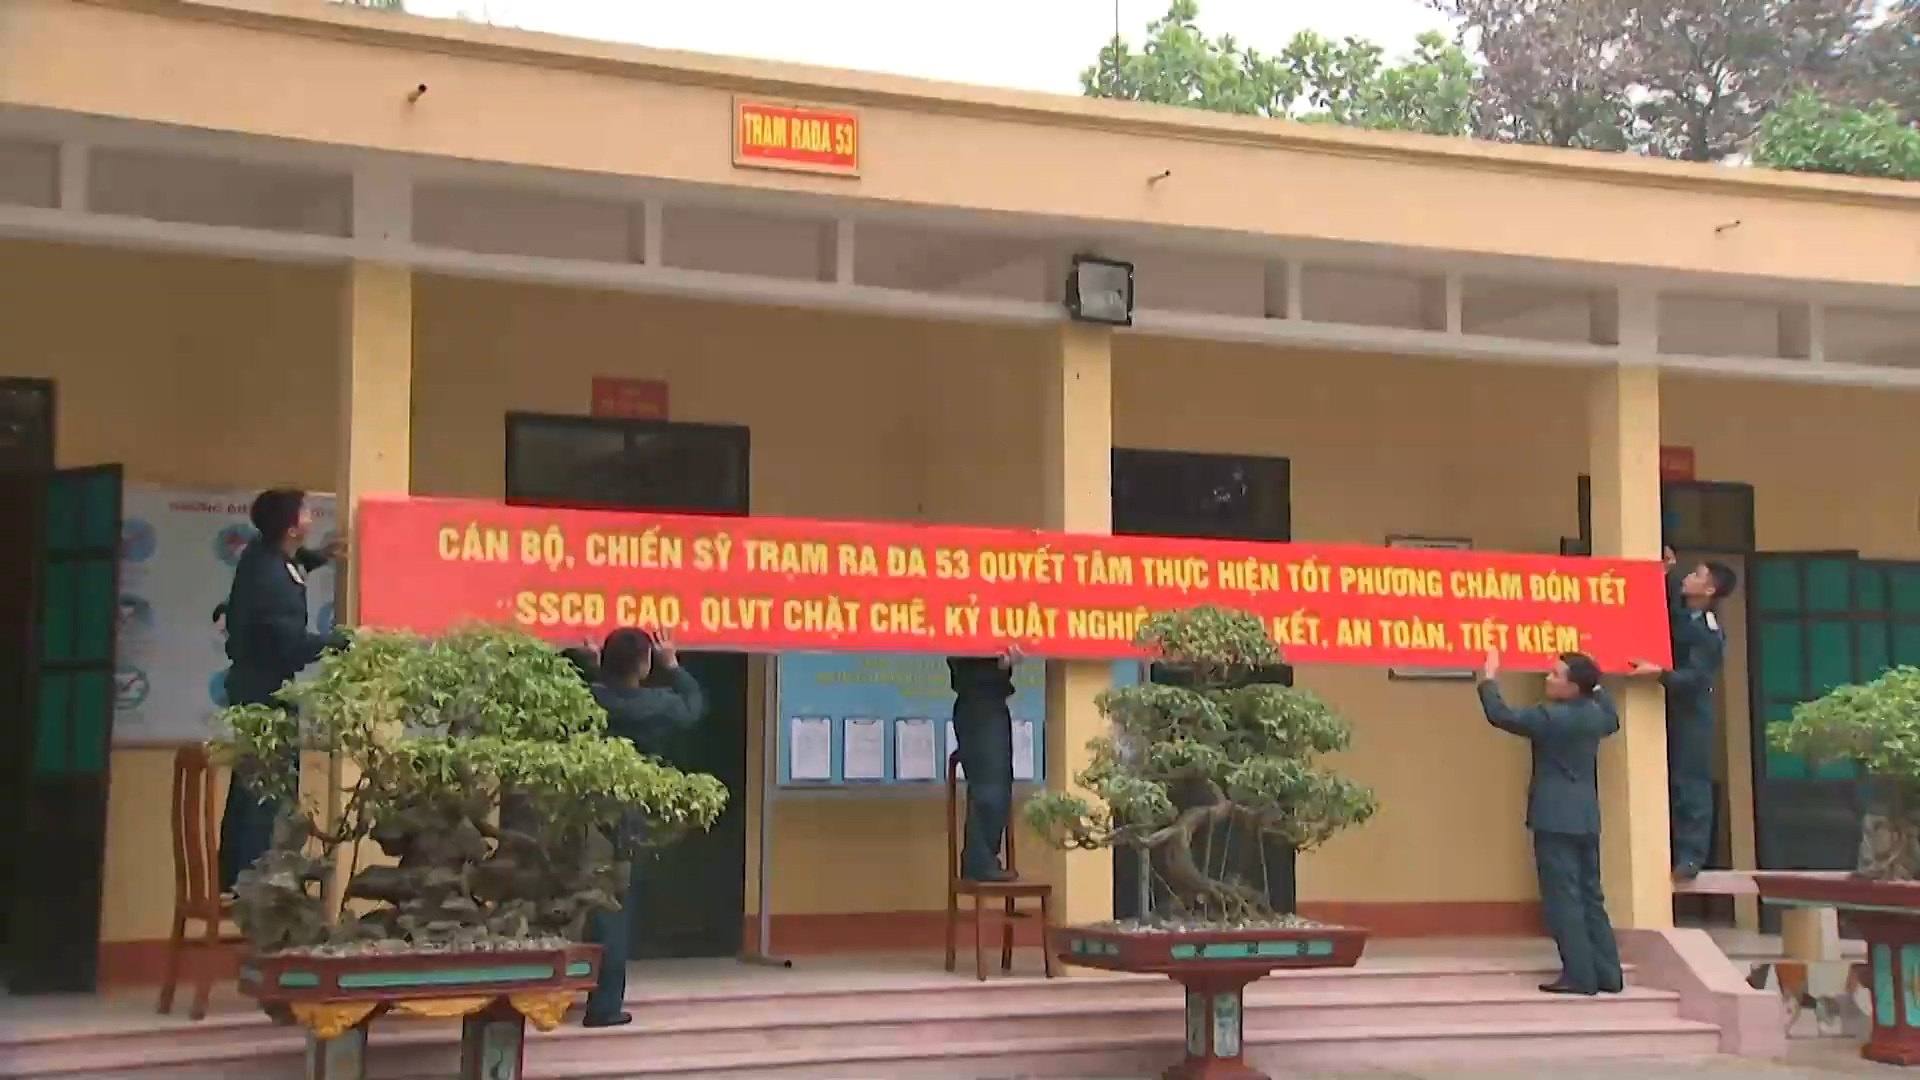 TRẠM RAĐA 53
CÁN BỘ, CHIẾN SỸ TRẠM RA ĐA 53 QUYẾT TÂM THỰC HIỆN TỐT PHƯƠNG CHÂM ĐÓN TẾT
"SSCĐ CAO, QLVT CHẶT CHẼ, KỶ LUẬT NGHIÊM KẾT, AN TOÀN, TIẾT KIỆM"